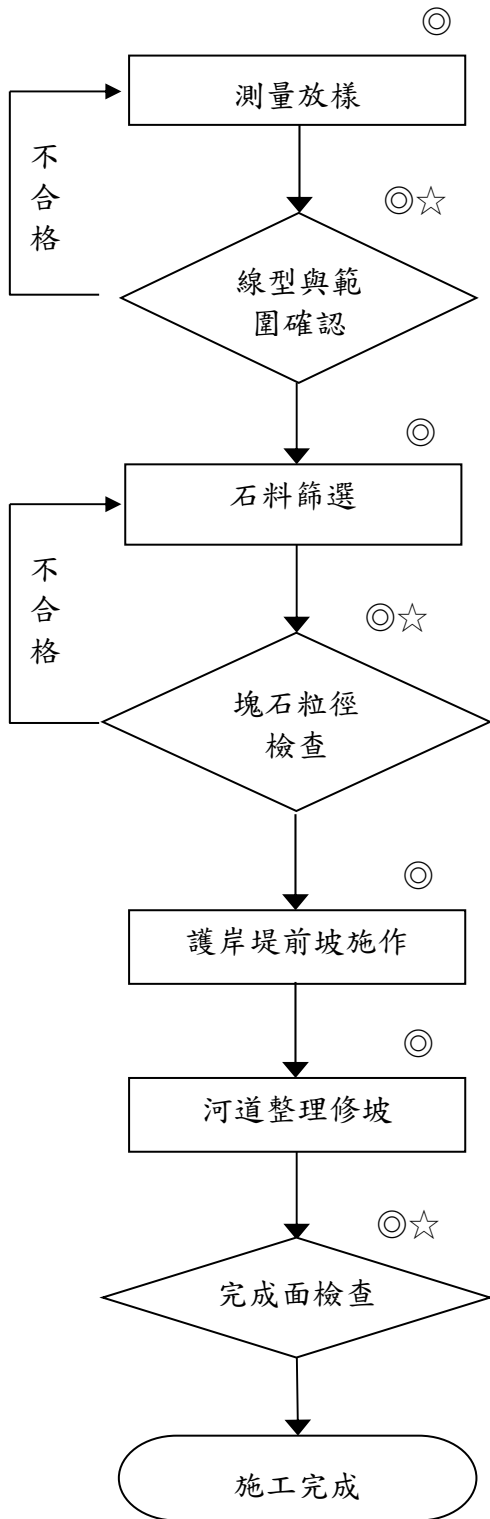 ◎
測量放樣
不
合
格
◎☆
線型與範
圍確認
◎
石料篩選
不
合
格
◎☆
塊石粒徑
檢查
◎
護岸堤前坡施作
◎
河道整理修坡
◎☆
完成面檢查
施工完成